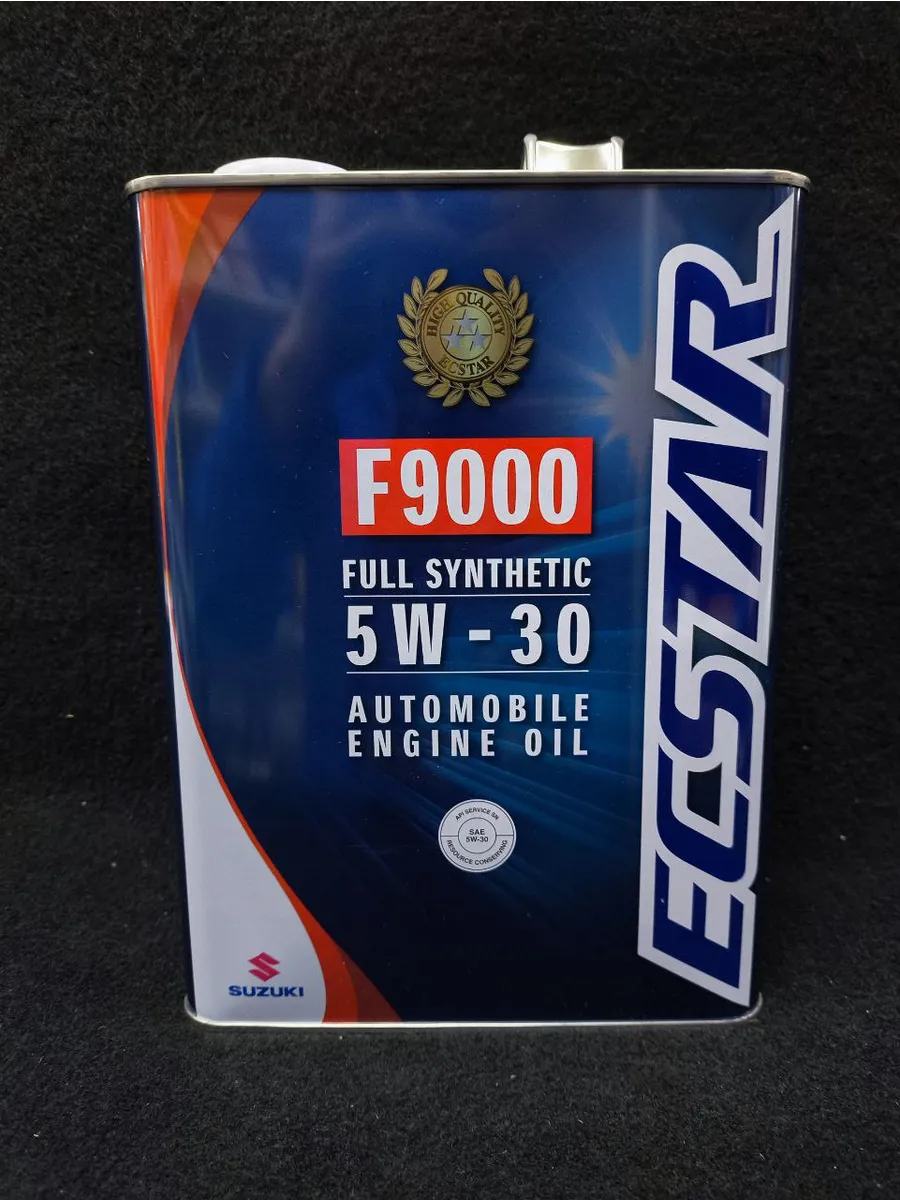 HIGH QUALITY
ECSTAR
F9000
FULL SYNTHETIC
5W-30
AUTOMOBILE
ENGINE OIL
API SERVICE SN
SAE
5W-30
RESOURCE CONSERVING
SUZUKI
ECSTAR